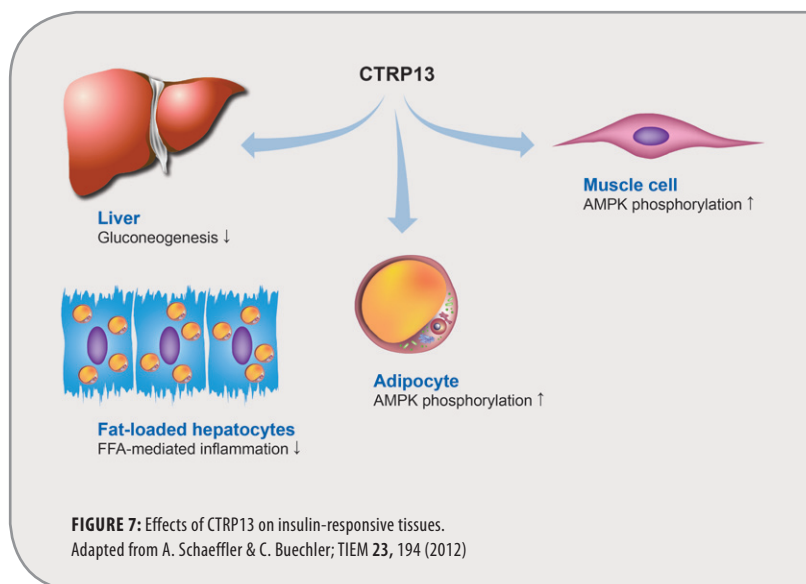 CTRP13
Liver
Gluconeogenesis ↓
Muscle cell
AMPK phosphorylation ↑
Adipocyte
AMPK phosphorylation ↑
Fat-loaded hepatocytes
FFA-mediated inflammation ↓
FIGURE 7: Effects of CTRP13 on insulin-responsive tissues.
Adapted from A. Schaeffler & C. Buechler; TIEM 23, 194 (2012)